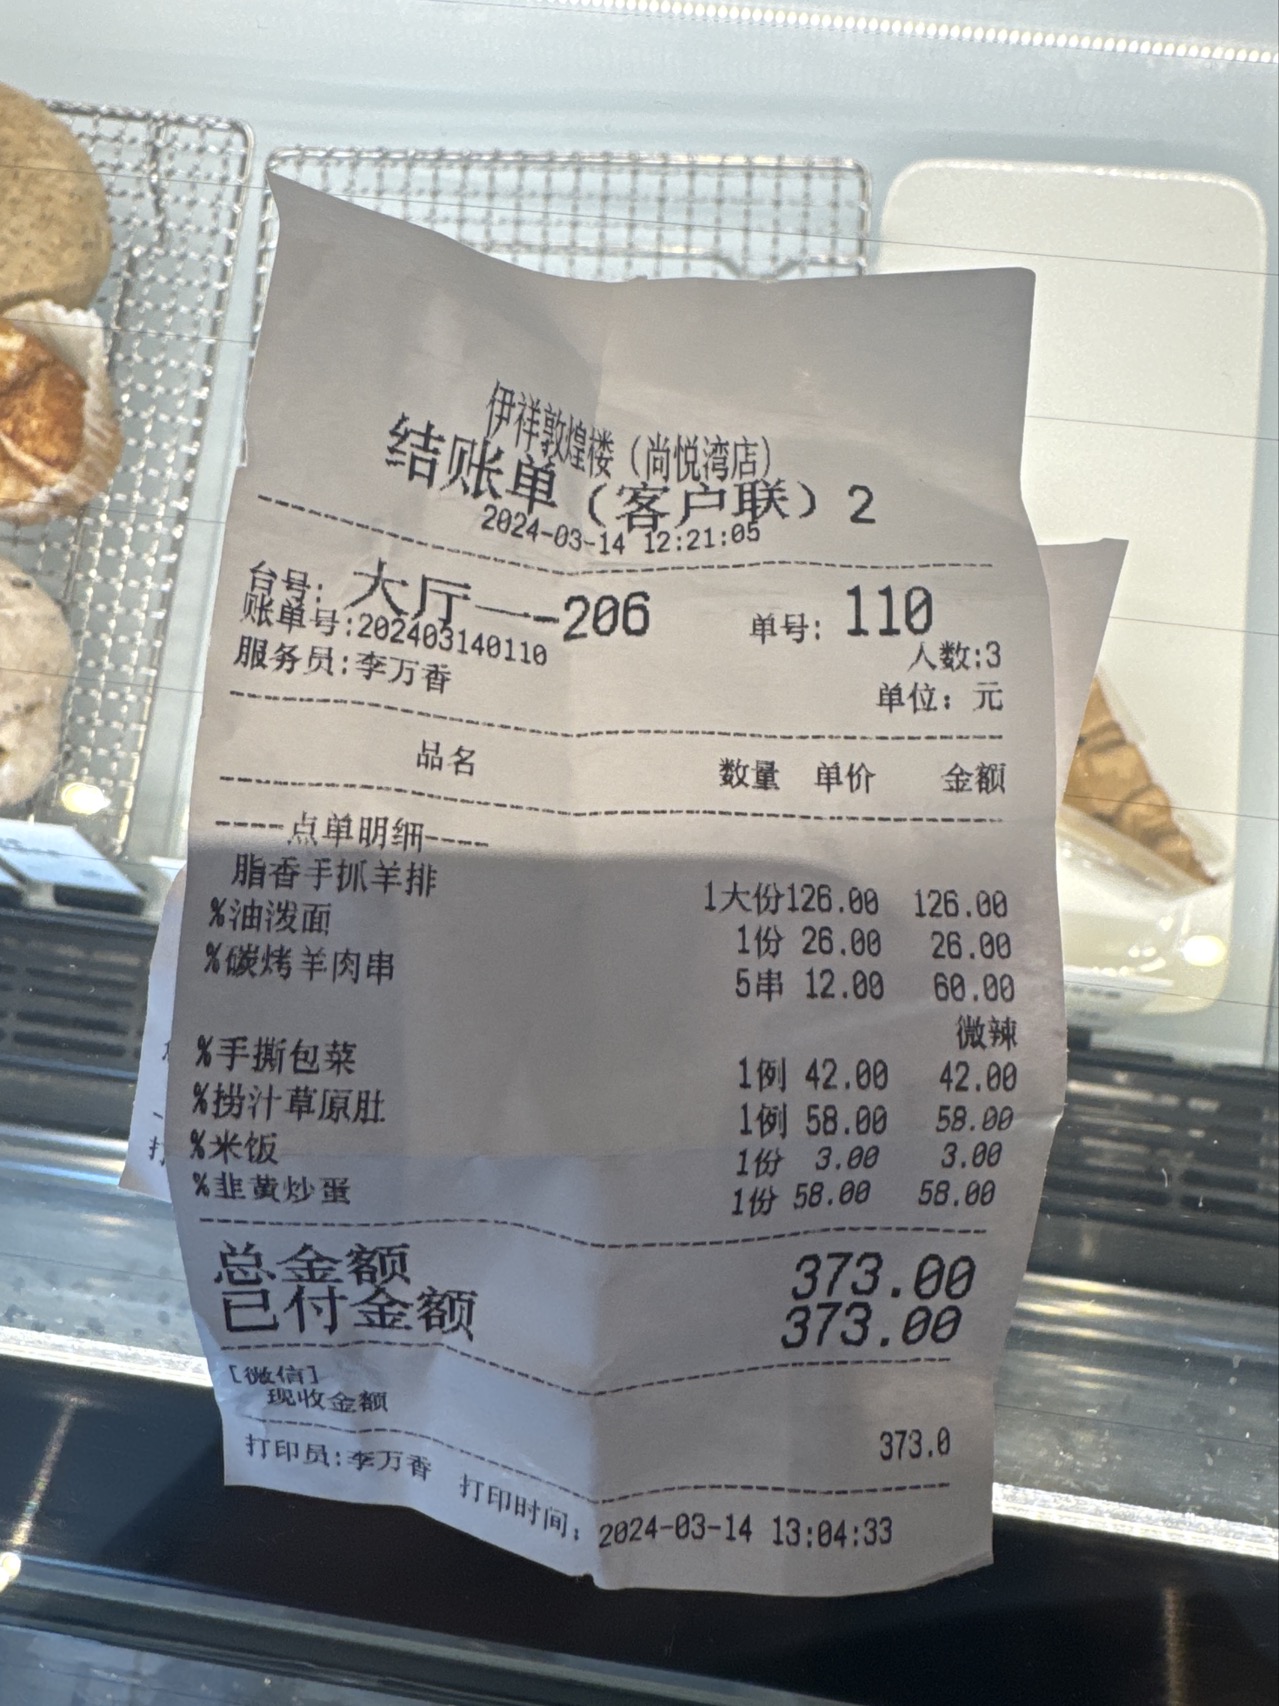 伊祥敦煌楼（尚悦湾店）
结账单（客户联）2
2024-03-14 12:21:05
台号: 大厅一--206 单号: 110
账单号:202403140110 人数:3
服务员:李万香 单位: 元
品名 数量 单价 金额
----点单明细----
脂香手抓羊排 1大份126.00 126.00
%油泼面 1份 26.00 26.00
%碳烤羊肉串 5串 12.00 60.00
微辣
%手撕包菜 1例 42.00 42.00
%捞汁草原肚 1例 58.00 58.00
%米饭 1份 3.00 3.00
%韭黄炒蛋 1份 58.00 58.00
总金额 373.00
已付金额 373.00
[微信]
现收金额 373.0
打印员:李万香 打印时间: 2024-03-14 13:04:33